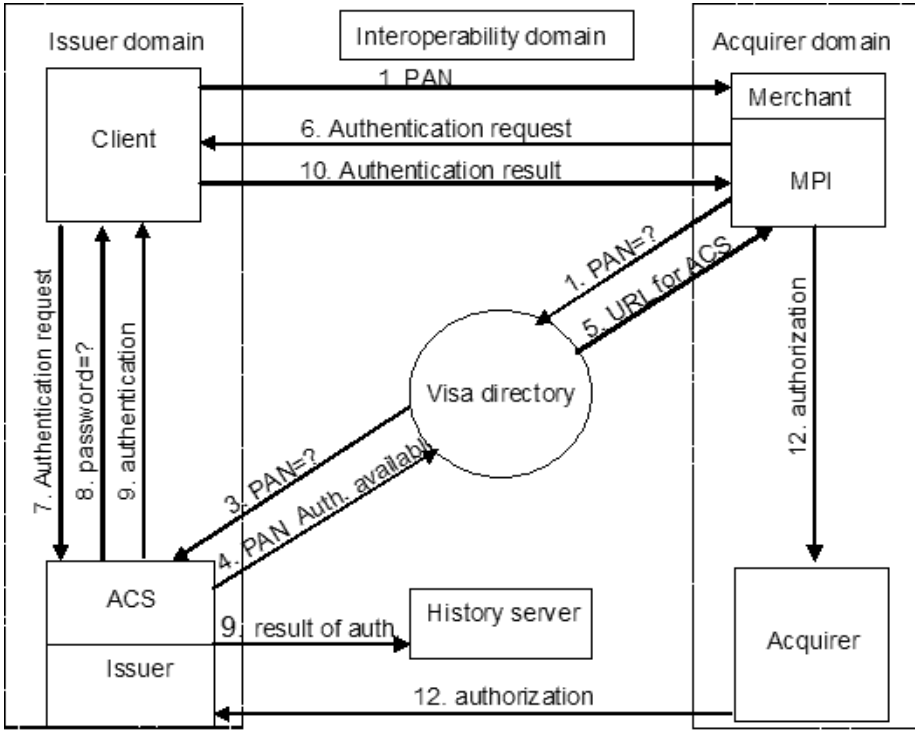 Issuer domain
Interoperability domain
Acquirer domain
1. PAN
Merchant
Client
6. Authentication request
10. Authentication result
MPI
1. PAN=?
5. URL for ACS
7. Authentication request
8. password=?
9. authentication
12. authorization
Visa directory
3. PAN=?
4. PAN Auth. availabl
ACS
History server
9. result of auth
Issuer
Acquirer
12. authorization